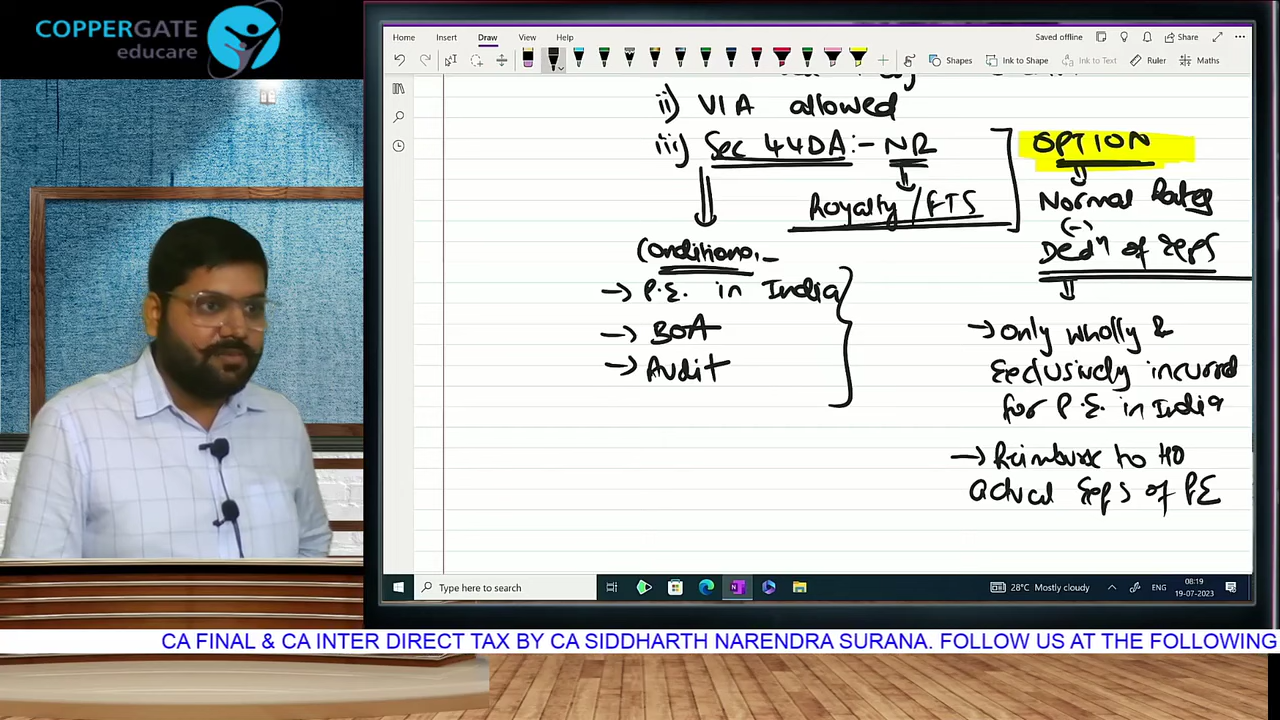 COPPERGATE
educare
Home Insert Draw View Help
Saved offline
Share
Shapes
Ink to Shape
Ink to Text
Ruler
Maths
ii) VIA allowed
iii) Sec 44DA:- NR
Royalty / FTS
OPTION
Normal Rates
(-)
Dedn of Exps
Conditions:-
→ P.E. in India
→ BOA
→ Audit
→ Only wholly &
Exclusively incurred
for P.E. in India
→ Reimburse to HO
actual Exps of PE
Type here to search
28°C Mostly cloudy
ENG
08:19
19-07-2023
CA FINAL & CA INTER DIRECT TAX BY CA SIDDHARTH NARENDRA SURANA. FOLLOW US AT THE FOLLOWING